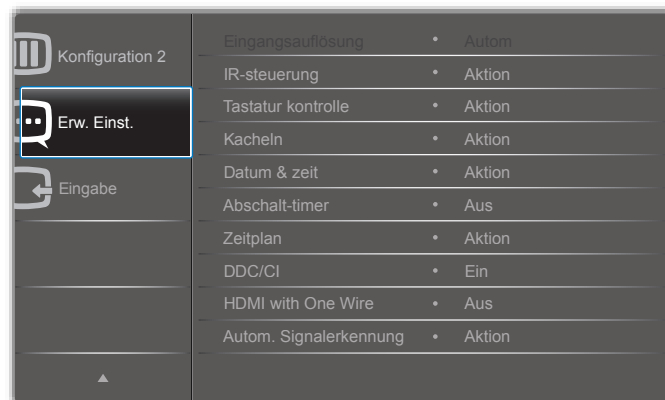 Konfiguration 2
Erw. Einst.
Eingabe
Eingangsauflösung • Autom
IR-steuerung • Aktion
Tastatur kontrolle • Aktion
Kacheln • Aktion
Datum & zeit • Aktion
Abschalt-timer • Aus
Zeitplan • Aktion
DDC/CI • Ein
HDMI with One Wire • Aus
Autom. Signalerkennung • Aktion